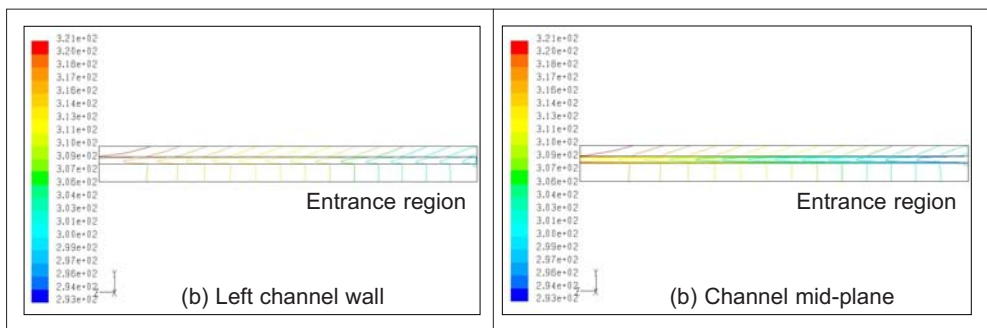 3.21e+02
3.20e+02
3.18e+02
3.17e+02
3.16e+02
3.14e+02
3.13e+02
3.11e+02
3.10e+02
3.09e+02
3.07e+02
3.06e+02
3.04e+02
3.03e+02
3.01e+02
3.00e+02
2.99e+02
2.97e+02
2.96e+02
2.94e+02
2.93e+02
Entrance region
Y
Z
X
(b) Left channel wall
3.21e+02
3.20e+02
3.18e+02
3.17e+02
3.16e+02
3.14e+02
3.13e+02
3.11e+02
3.10e+02
3.09e+02
3.07e+02
3.06e+02
3.04e+02
3.03e+02
3.01e+02
3.00e+02
2.99e+02
2.97e+02
2.96e+02
2.94e+02
2.93e+02
Entrance region
Y
Z
X
(b) Channel mid-plane